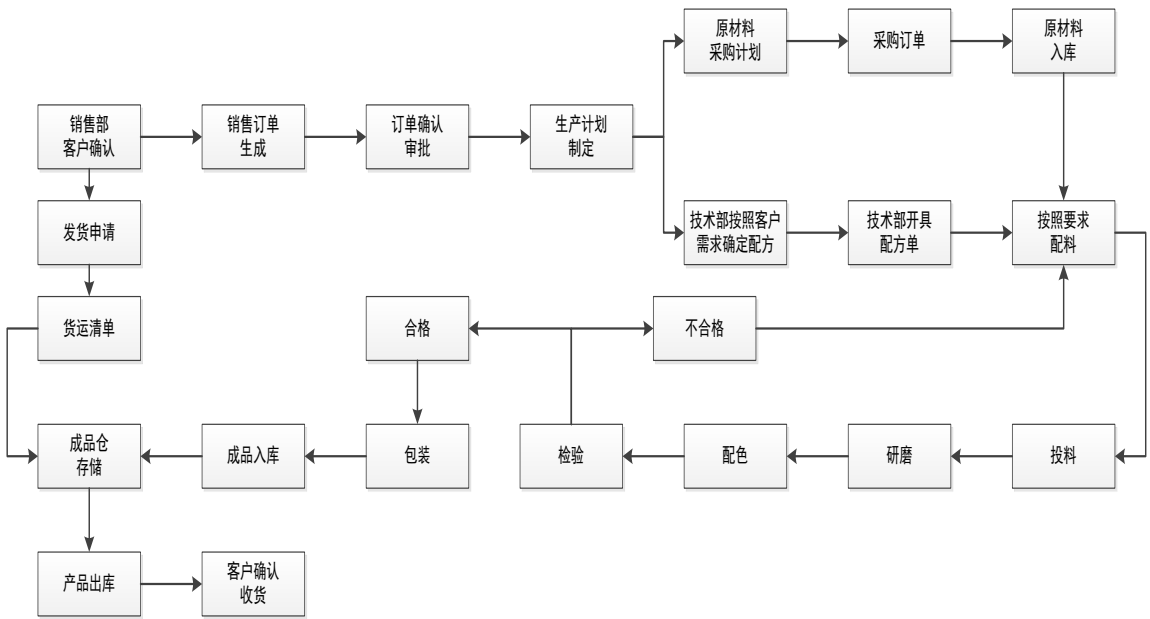 原材料
采购计划
采购订单
原材料
入库
销售部
客户确认
销售订单
生成
订单确认
审批
生产计划
制定
发货申请
技术部按照客户
需求确定配方
技术部开具
配方单
按照要求
配料
货运清单
合格
不合格
成品仓
存储
成品入库
包装
检验
配色
研磨
投料
产品出库
客户确认
收货